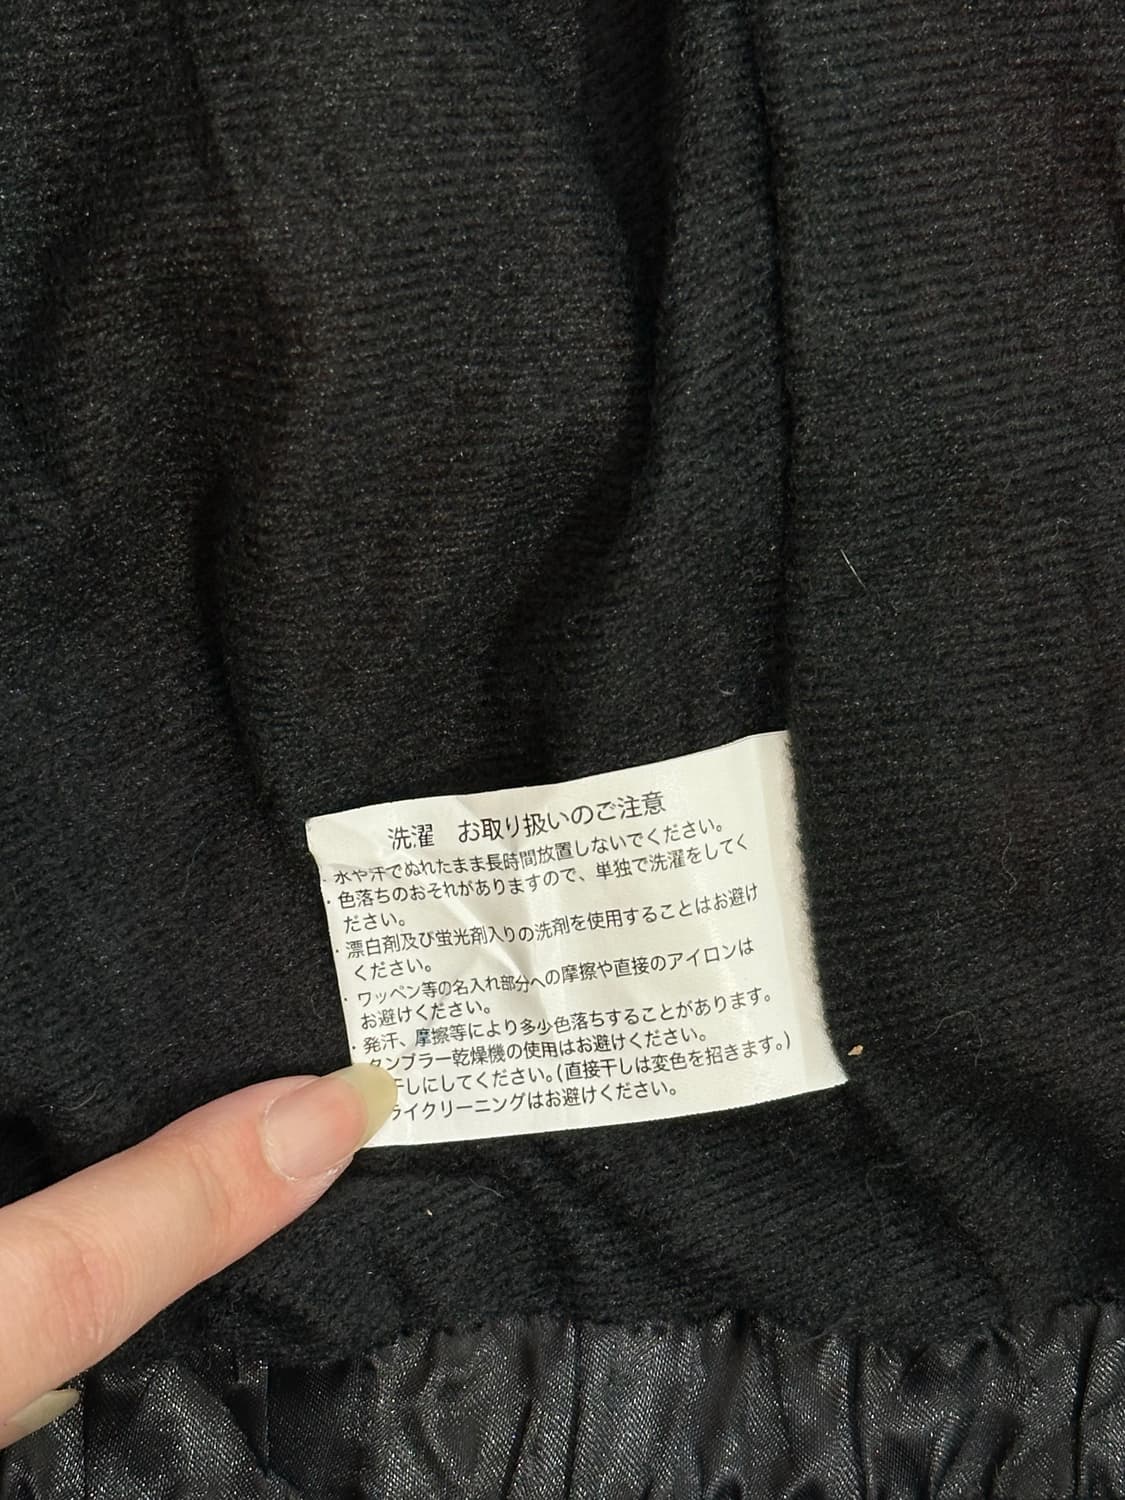 洗濯 お取り扱いのご注意
・水や汗でぬれたまま長時間放置しないでください。
・色落ちのおそれがありますので、単独で洗濯をしてく
ださい。
・漂白剤及び蛍光剤入りの洗剤を使用することはお避け
ください。
・ワッペン等の名入れ部分への摩擦や直接のアイロンは
お避けください。
・発汗、摩擦等により多少色落ちすることがあります。
タンブラー乾燥機の使用はお避けください。
干しにしてください。(直接干しは変色を招きます。)
ライクリーニングはお避けください。